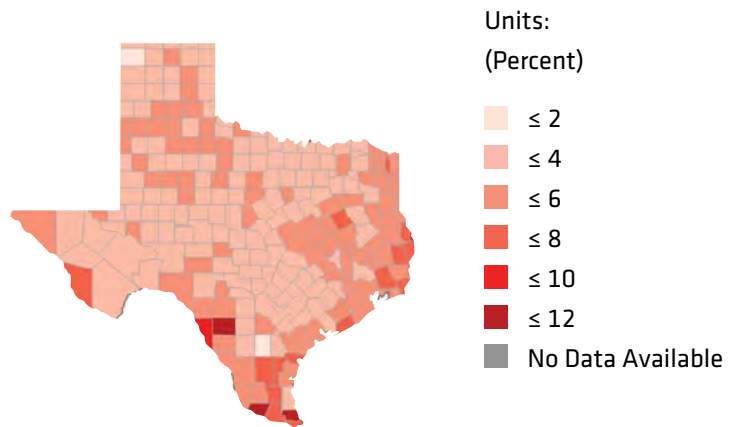 Units:
(Percent)
≤ 2
≤ 4
≤ 6
≤ 8
≤ 10
≤ 12
No Data Available